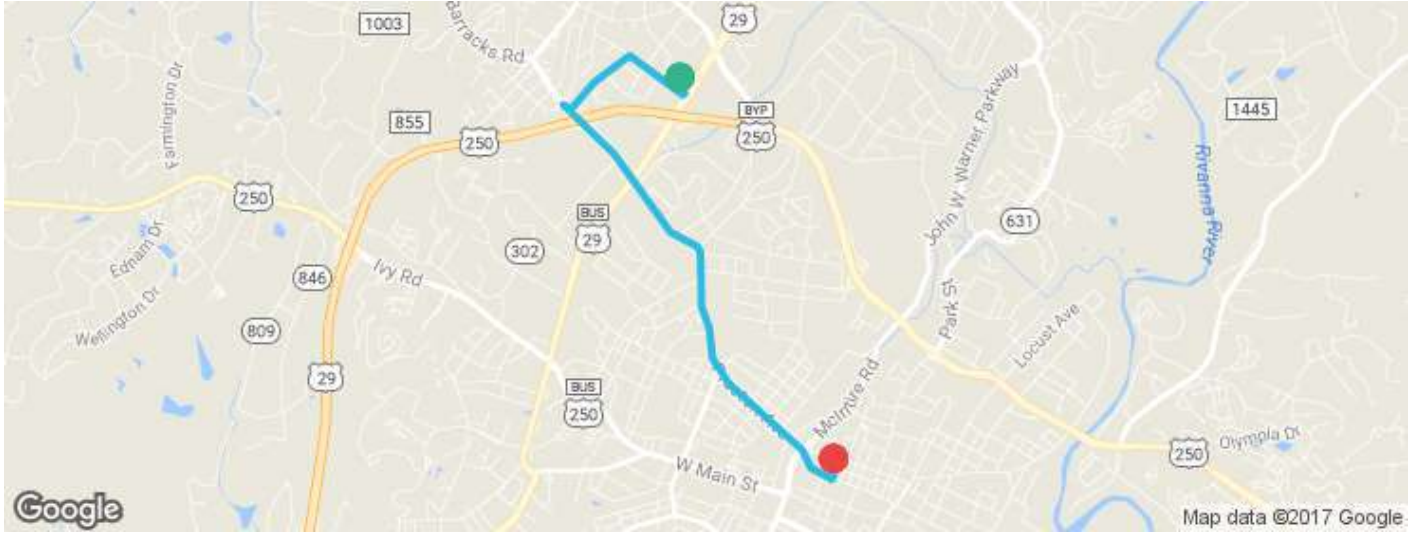 1003
Barracks Rd
29
Farmington Dr
855
250
BYP
250
1445
John W. Warner Parkway
Rivanna River
250
BUS
29
302
631
Ednam Dr
846
Ivy Rd
Wellington Dr
809
Park St
Locust Ave
29
BUS
250
Preston Ave
McIntire Rd
Olympia Dr
250
W Main St
Google
Map data ©2017 Google